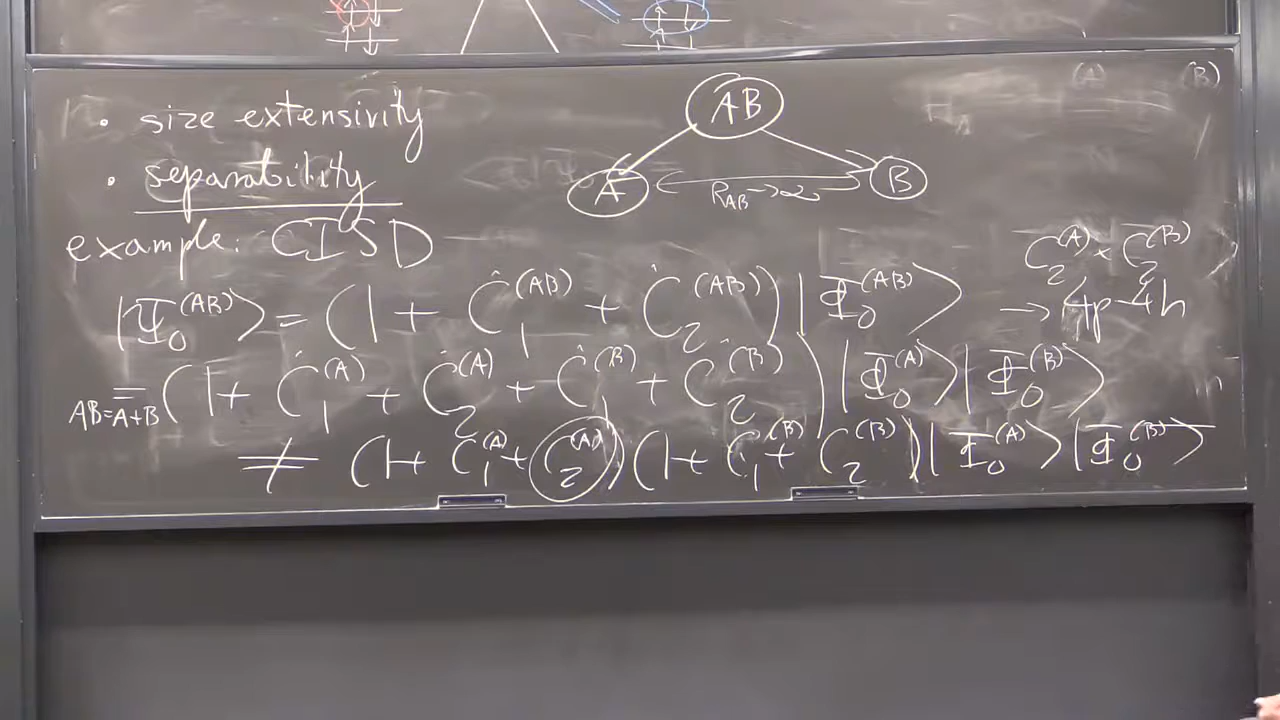 • size extensivity
• separability
AB
A
R_AB → ∞
B
example: CISD
C₂^(A) × C₂^(B)
→ 4p-4h
|Ψ₀^(AB)⟩ = (1 + Ĉ₁^(AB) + Ĉ₂^(AB)) |Φ₀^(AB)⟩
= (1 + Ĉ₁^(A) + Ĉ₂^(A) + Ĉ₁^(B) + Ĉ₂^(B)) |Φ₀^(A)⟩|Φ₀^(B)⟩
AB=A+B
≠ (1 + Ĉ₁^(A) + Ĉ₂^(A))(1 + Ĉ₁^(B) + Ĉ₂^(B)) |Φ₀^(A)⟩|Φ₀^(B)⟩